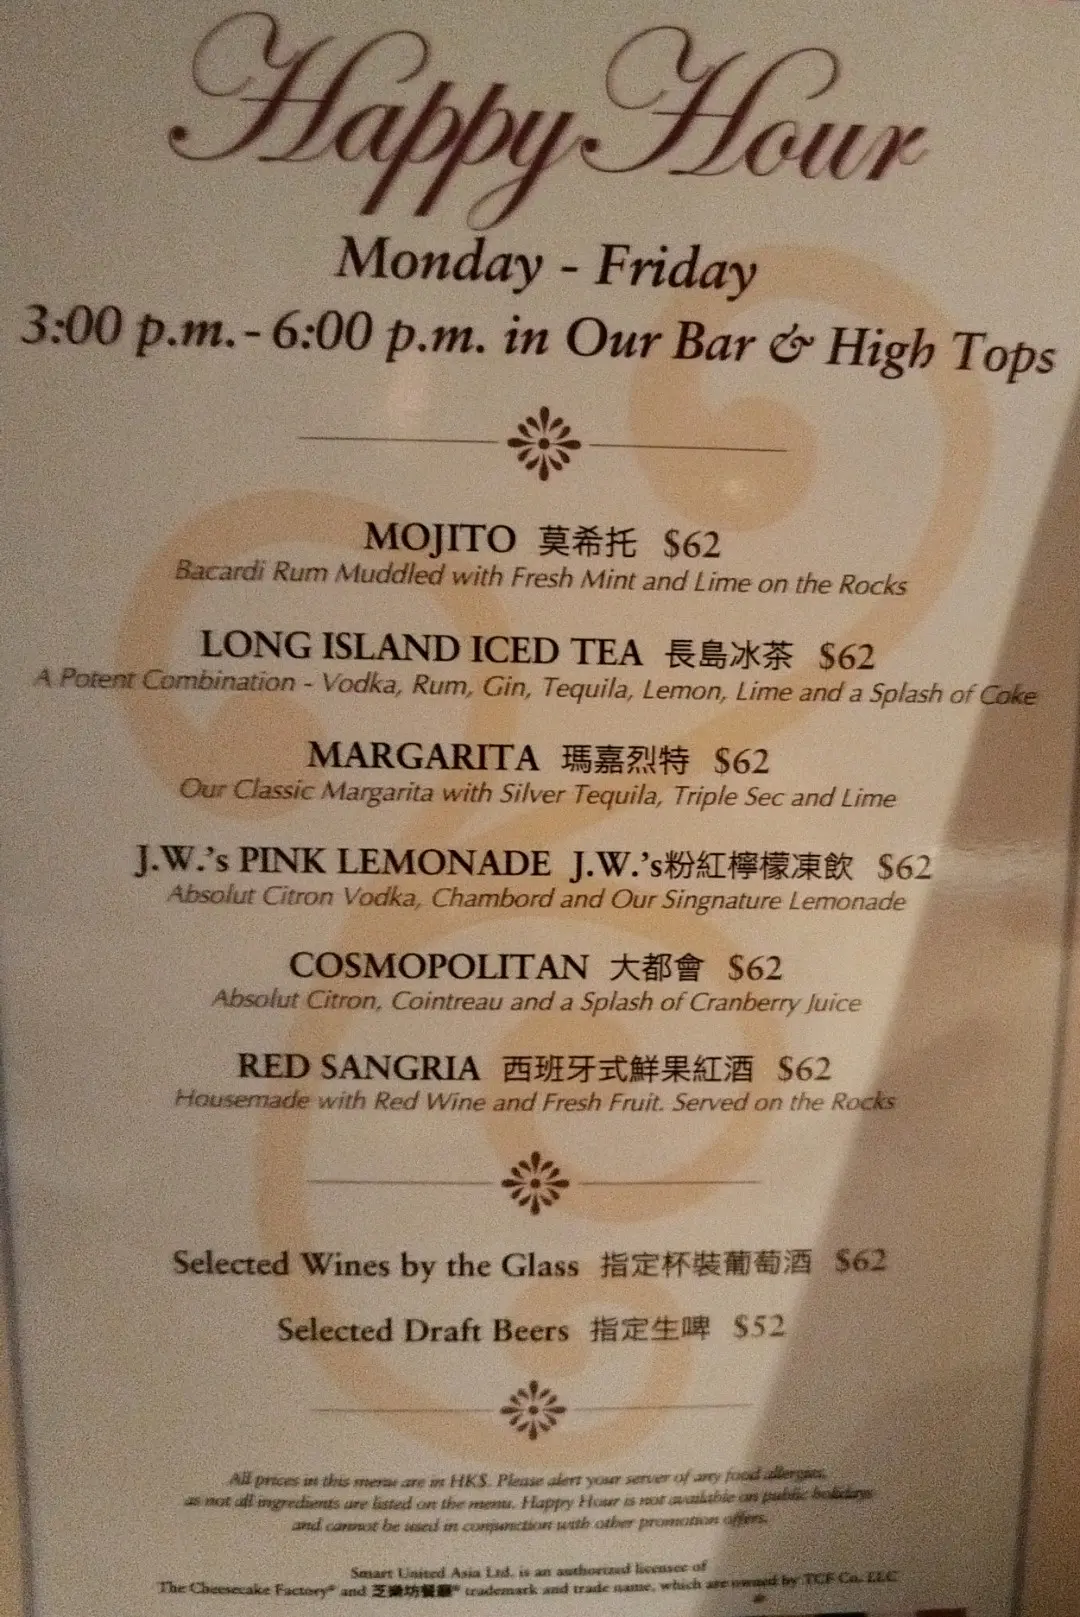 Happy Hour
Monday - Friday
3:00 p.m. - 6:00 p.m. in Our Bar & High Tops
MOJITO 莫希托 $62
Bacardi Rum Muddled with Fresh Mint and Lime on the Rocks
LONG ISLAND ICED TEA 長島冰茶 $62
A Potent Combination - Vodka, Rum, Gin, Tequila, Lemon, Lime and a Splash of Coke
MARGARITA 瑪嘉烈特 $62
Our Classic Margarita with Silver Tequila, Triple Sec and Lime
J.W.'s PINK LEMONADE J.W.'s粉紅檸檬凍飲 $62
Absolut Citron Vodka, Chambord and Our Singnature Lemonade
COSMOPOLITAN 大都會 $62
Absolut Citron, Cointreau and a Splash of Cranberry Juice
RED SANGRIA 西班牙式鮮果紅酒 $62
Housemade with Red Wine and Fresh Fruit. Served on the Rocks
Selected Wines by the Glass 指定杯裝葡萄酒 $62
Selected Draft Beers 指定生啤 $52
All prices in this menu are in HK$. Please alert your server of any food allergies,
as not all ingredients are listed on the menu. Happy Hour is not available on public holidays
and cannot be used in conjunction with other promotion offers.
Smart United Asia Ltd. is an authorized licensee of
The Cheesecake Factory® and 芝樂坊餐廳® trademark and trade name, which are owned by TCF Co. LLC